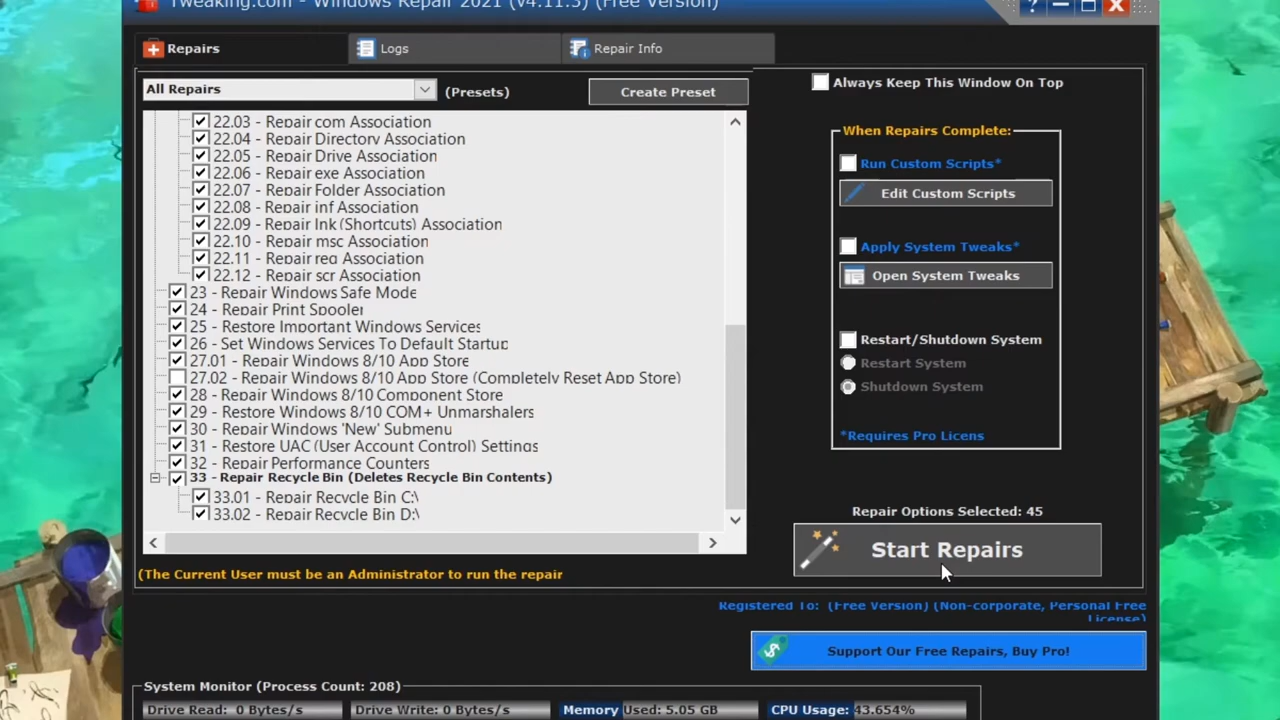 Tweaking.com - Windows Repair 2021 (v4.11.3) (Free Version)
?
Repairs
Logs
Repair Info
All Repairs
(Presets)
Create Preset
Always Keep This Window On Top
22.03 - Repair com Association
22.04 - Repair Directory Association
22.05 - Repair Drive Association
22.06 - Repair exe Association
22.07 - Repair Folder Association
22.08 - Repair inf Association
22.09 - Repair lnk (Shortcuts) Association
22.10 - Repair msc Association
22.11 - Repair reg Association
22.12 - Repair scr Association
23 - Repair Windows Safe Mode
24 - Repair Print Spooler
25 - Restore Important Windows Services
26 - Set Windows Services To Default Startup
27.01 - Repair Windows 8/10 App Store
27.02 - Repair Windows 8/10 App Store (Completely Reset App Store)
28 - Repair Windows 8/10 Component Store
29 - Restore Windows 8/10 COM+ Unmarshalers
30 - Repair Windows 'New' Submenu
31 - Restore UAC (User Account Control) Settings
32 - Repair Performance Counters
33 - Repair Recycle Bin (Deletes Recycle Bin Contents)
33.01 - Repair Recycle Bin C:\
33.02 - Repair Recycle Bin D:\
When Repairs Complete:
Run Custom Scripts*
Edit Custom Scripts
Apply System Tweaks*
Open System Tweaks
Restart/Shutdown System
Restart System
Shutdown System
*Requires Pro Licens
Repair Options Selected: 45
Start Repairs
(The Current User must be an Administrator to run the repair
Registered To: (Free Version) (Non-corporate, Personal Free
License)
Support Our Free Repairs, Buy Pro!
System Monitor (Process Count: 208)
Drive Read: 0 Bytes/s
Drive Write: 0 Bytes/s
Memory Used: 5.05 GB
CPU Usage: 43.654%